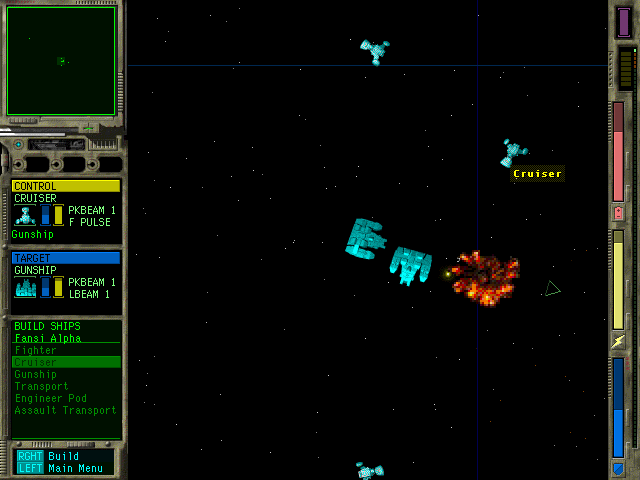 CONTROL
CRUISER
PKBEAM 1
F PULSE
Gunship
TARGET
GUNSHIP
PKBEAM 1
LBEAM 1
BUILD SHIPS
Fansi Alpha
Fighter
Cruiser
Gunship
Transport
Engineer Pod
Assault Transport
RGHT Build
LEFT Main Menu
Cruiser